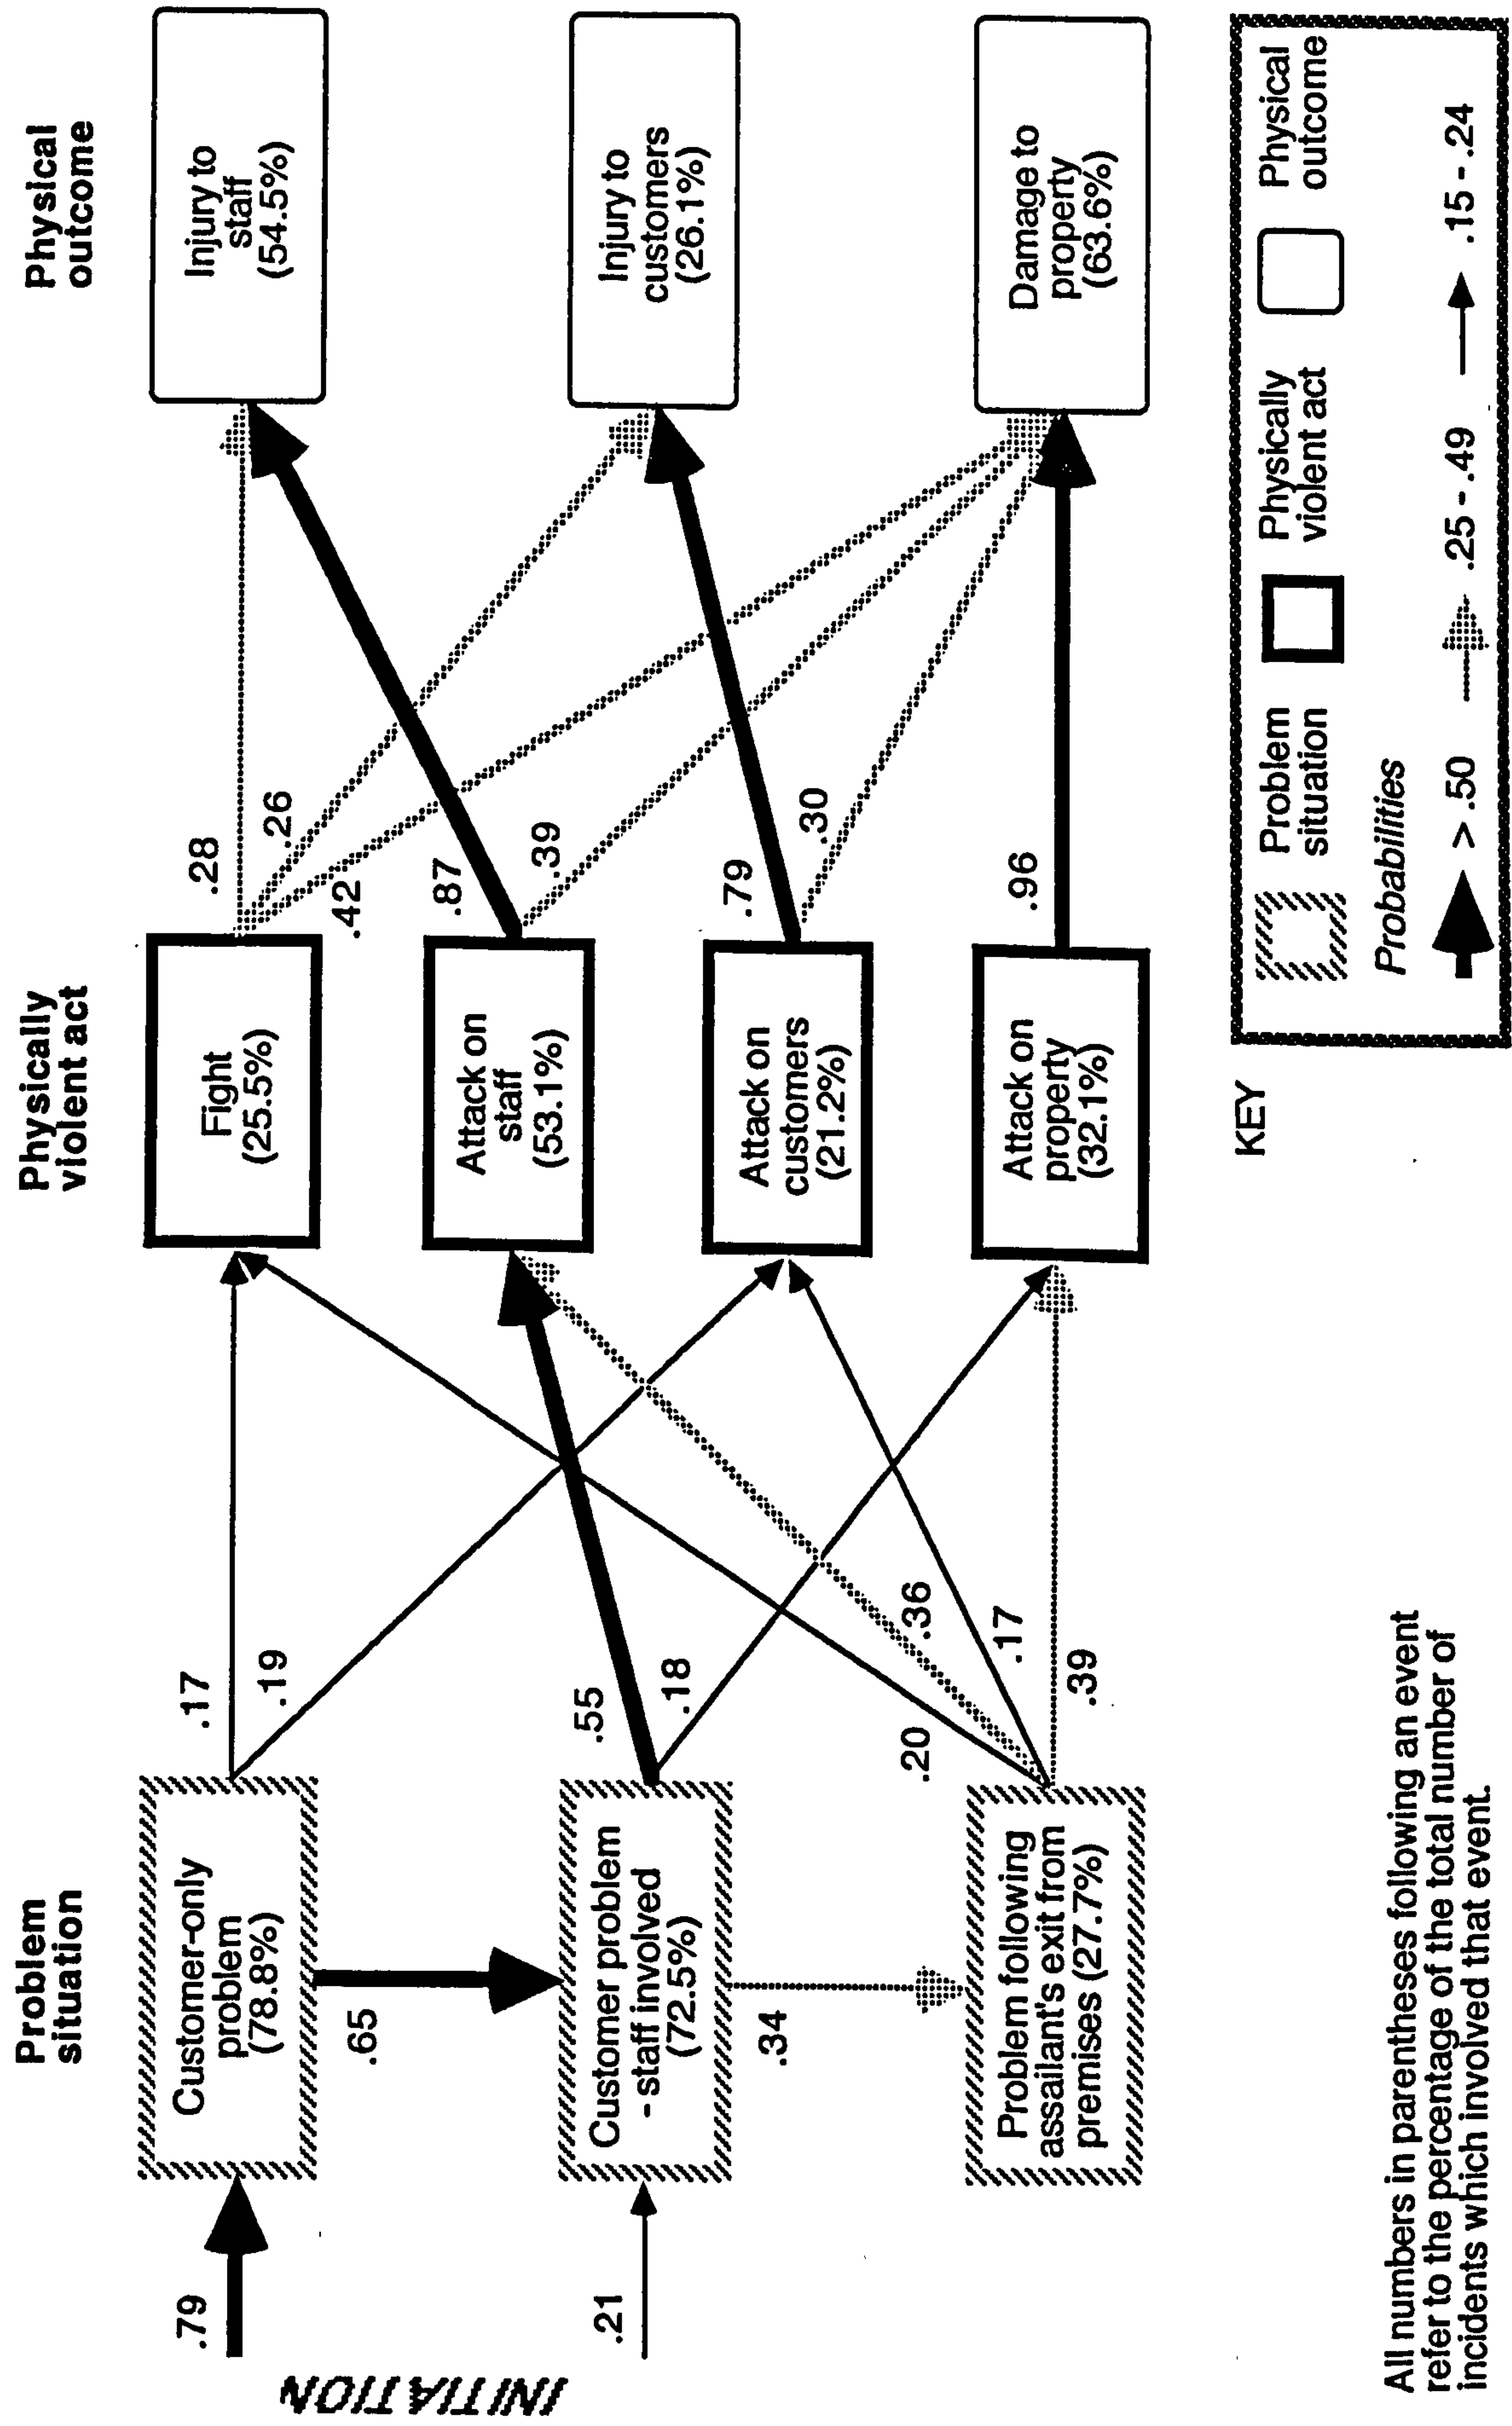 Problem
situation
Physically
violent act
Physical
outcome
INITIATION
.79
.21
Customer-only
problem
(78.8%)
.65
Customer problem
- staff involved
(72.5%)
.34
Problem following
assailant's exit from
premises (27.7%)
.17
.19
.55
.18
.20
.36
.17
.39
Fight
(25.5%)
Attack on
staff
(53.1%)
Attack on
customers
(21.2%)
Attack on
property
(32.1%)
.28
.26
.42
.87
.39
.79
.30
.96
Injury to
staff
(54.5%)
Injury to
customers
(26.1%)
Damage to
property
(63.6%)
All numbers in parentheses following an event
refer to the percentage of the total number of
incidents which involved that event.
KEY
Problem
situation
Physically
violent act
Physical
outcome
Probabilities
> .50
.25 - .49
.15 - .24